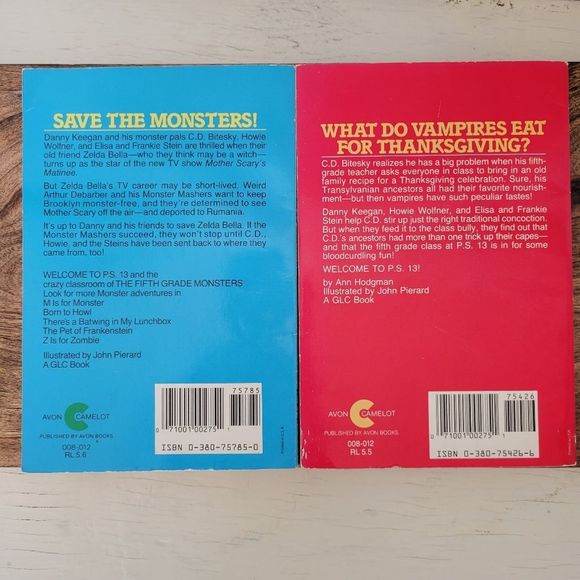 SAVE THE MONSTERS!
Danny Keegan and his monster pals C.D. Bitesky, Howie
Wolfner, and Elisa and Frankie Stein are thrilled when their
old friend Zelda Bella—who they think may be a witch—
turns up as the star of the new TV show Mother Scary's
Matinee.
But Zelda Bella's TV career may be short-lived. Weird
Arthur Debarber and his Monster Mashers want to keep
Brooklyn monster-free, and they're determined to see
Mother Scary off the air—and deported to Rumania.
It's up to Danny and his friends to save Zelda Bella. If the
Monster Mashers succeed, they won't stop until C.D.,
Howie, and the Steins have been sent back to where they
came from, too!
WELCOME TO P.S. 13 and the
crazy classroom of THE FIFTH GRADE MONSTERS
Look for more Monster adventures in
M Is for Monster
Born to Howl
There's a Batwing in My Lunchbox
The Pet of Frankenstein
Z Is for Zombie
Illustrated by John Pierard
A GLC Book
AVON CAMELOT
PUBLISHED BY AVON BOOKS
008-012
RL 5.6
75785
0 71001 00275 1
ISBN 0-380-75785-0
WHAT DO VAMPIRES EAT
FOR THANKSGIVING?
C.D. Bitesky realizes he has a big problem when his fifth-
grade teacher asks everyone in class to bring in an old
family recipe for a Thanksgiving celebration. Sure, his
Transylvanian ancestors all had their favorite nourish-
ment—but then vampires have such peculiar tastes!
Danny Keegan, Howie Wolfner, and Elisa and Frankie
Stein help C.D. stir up just the right traditional concoction.
But when they feed it to the class bully, they find out that
C.D.'s ancestors had more than one trick up their capes—
and that the fifth grade class at P.S. 13 is in for some
bloodcurdling fun!
WELCOME TO P.S. 13!
by Ann Hodgman
Illustrated by John Pierard
A GLC Book
AVON CAMELOT
PUBLISHED BY AVON BOOKS
008-012
RL 5.5
75426
0 71001 00275 1
ISBN 0-380-75426-6